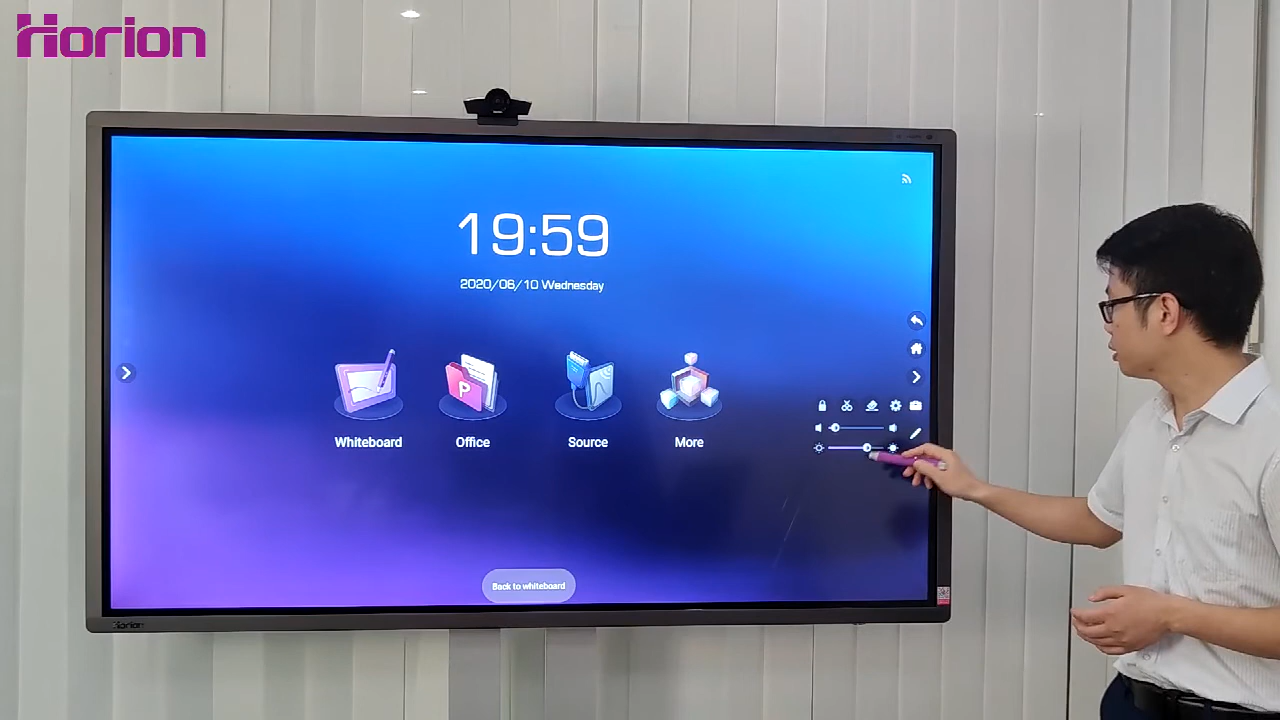 Horion
19:59
2020/06/10 Wednesday
Whiteboard
Office
Source
More
P
Back to whiteboard
Horion